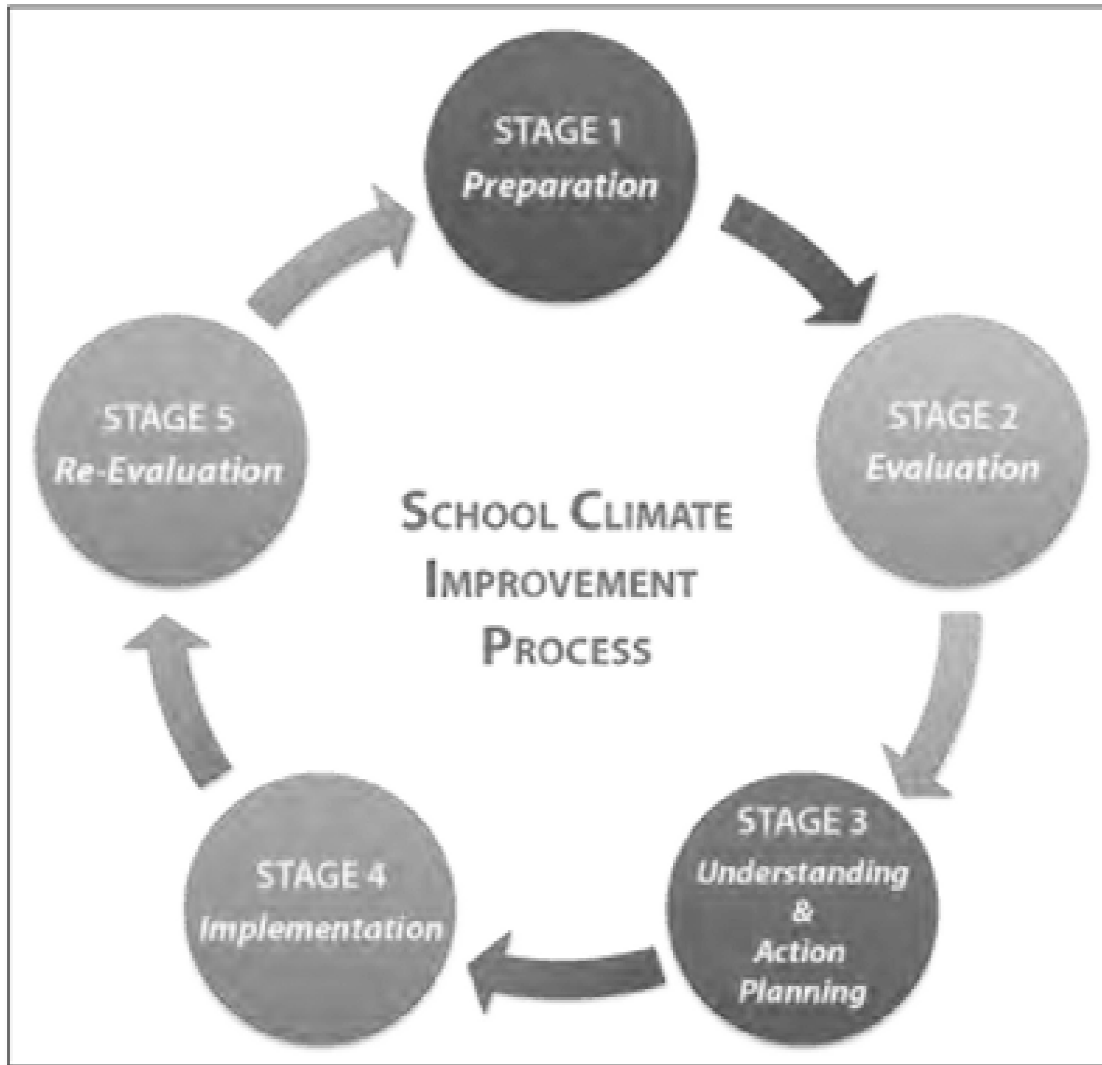 STAGE 1
Preparation
STAGE 2
Evaluation
STAGE 3
Understanding
&
Action
Planning
STAGE 4
Implementation
STAGE 5
Re-Evaluation
SCHOOL CLIMATE
IMPROVEMENT
PROCESS